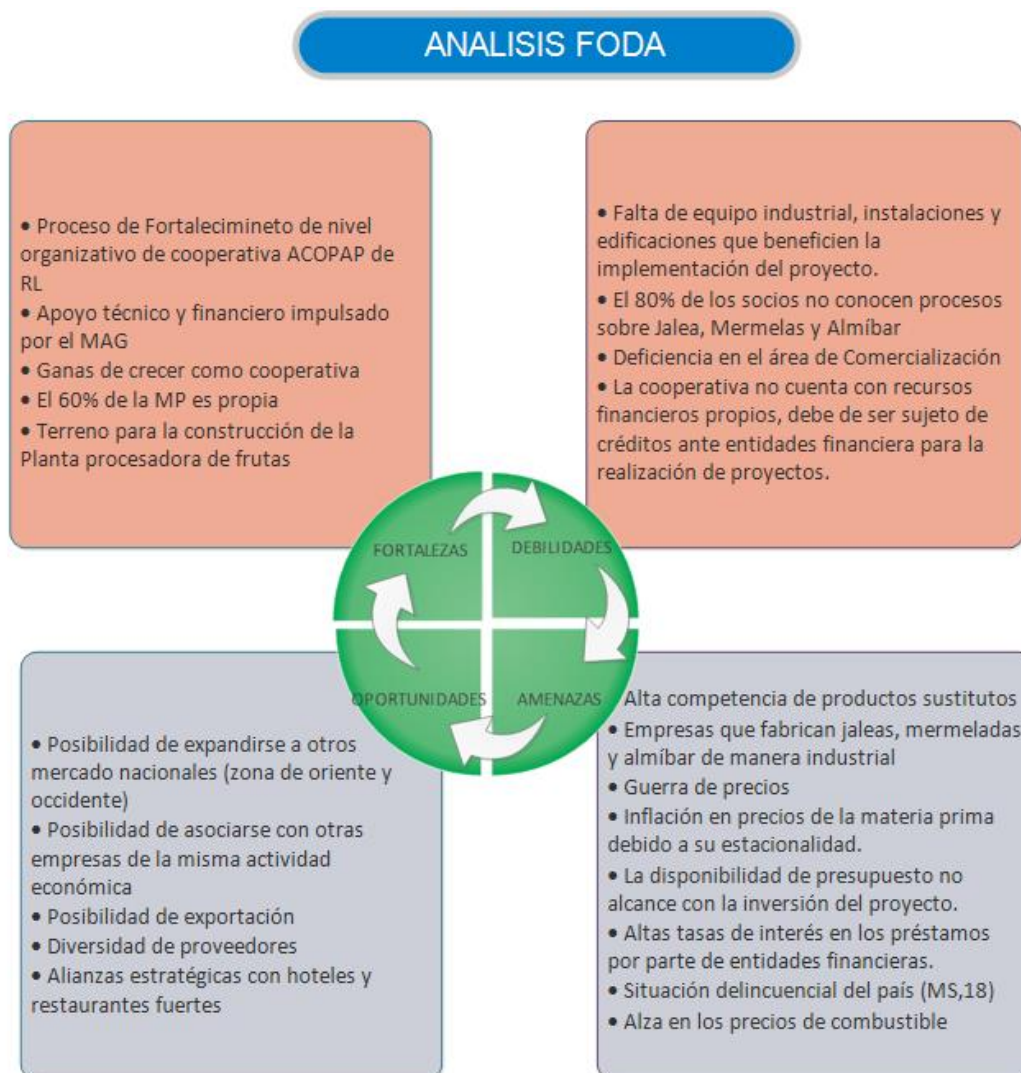 ANALISIS FODA
• Proceso de Fortalecimineto de nivel
organizativo de cooperativa ACOPAP de
RL
• Apoyo técnico y financiero impulsado
por el MAG
• Ganas de crecer como cooperativa
• El 60% de la MP es propia
• Terreno para la construcción de la
Planta procesadora de frutas
• Falta de equipo industrial, instalaciones y
edificaciones que beneficien la
implementación del proyecto.
• El 80% de los socios no conocen procesos
sobre Jalea, Mermelas y Almíbar
• Deficiencia en el área de Comercialización
• La cooperativa no cuenta con recursos
financieros propios, debe de ser sujeto de
créditos ante entidades financiera para la
realización de proyectos.
FORTALEZAS
DEBILIDADES
OPORTUNIDADES
AMENAZAS
• Posibilidad de expandirse a otros
mercado nacionales (zona de oriente y
occidente)
• Posibilidad de asociarse con otras
empresas de la misma actividad
económica
• Posibilidad de exportación
• Diversidad de proveedores
• Alianzas estratégicas con hoteles y
restaurantes fuertes
Alta competencia de productos sustitutos
• Empresas que fabrican jaleas, mermeladas
y almíbar de manera industrial
• Guerra de precios
• Inflación en precios de la materia prima
debido a su estacionalidad.
• La disponibilidad de presupuesto no
alcance con la inversión del proyecto.
• Altas tasas de interés en los préstamos
por parte de entidades financieras.
• Situación delincuencial del país (MS,18)
• Alza en los precios de combustible